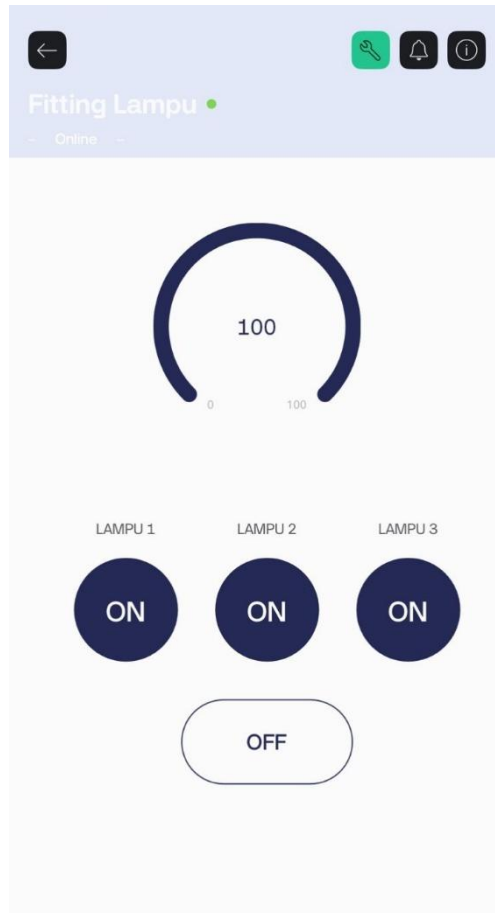 Fitting Lampu
- Online -
100
0 100
LAMPU 1 LAMPU 2 LAMPU 3
ON ON ON
OFF